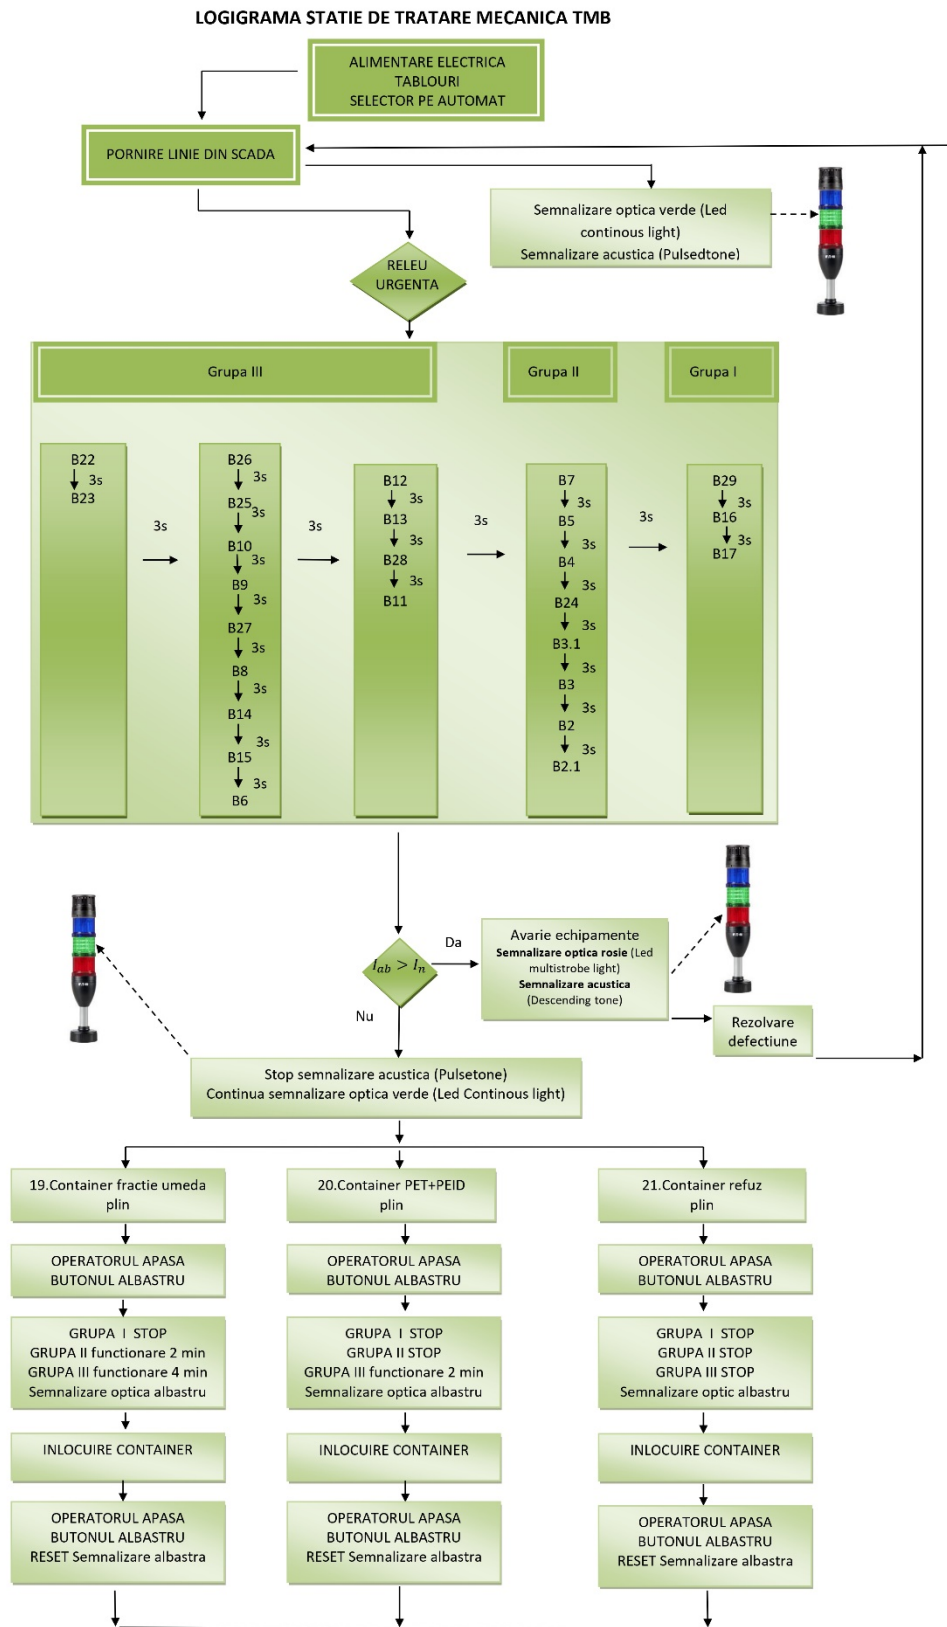 LOGIGRAMA STATIE DE TRATARE MECANICA TMB
ALIMENTARE ELECTRICA
TABLOURI
SELECTOR PE AUTOMAT
PORNIRE LINIE DIN SCADA
Semnalizare optica verde (Led
continous light)
Semnalizare acustica (Pulsedtone)
RELEU
URGENTA
Grupa III
Grupa II
Grupa I
B22
3s
B23
3s
B26
3s
B25
3s
B10
3s
B9
3s
B27
3s
B8
3s
B14
3s
B15
3s
B6
3s
B12
3s
B13
3s
B28
3s
B11
3s
B7
3s
B5
3s
B4
3s
B24
3s
B3.1
3s
B3
3s
B2
3s
B2.1
3s
B29
3s
B16
3s
B17
I_ab > I_n
Da
Nu
Avarie echipamente
Semnalizare optica rosie (Led
multistrobe light)
Semnalizare acustica
(Descending tone)
Rezolvare
defectiune
Stop semnalizare acustica (Pulsetone)
Continua semnalizare optica verde (Led Continous light)
19.Container fractie umeda
plin
OPERATORUL APASA
BUTONUL ALBASTRU
GRUPA I STOP
GRUPA II functionare 2 min
GRUPA III functionare 4 min
Semnalizare optica albastru
INLOCUIRE CONTAINER
OPERATORUL APASA
BUTONUL ALBASTRU
RESET Semnalizare albastra
20.Container PET+PEID
plin
OPERATORUL APASA
BUTONUL ALBASTRU
GRUPA I STOP
GRUPA II STOP
GRUPA III functionare 2 min
Semnalizare optica albastru
INLOCUIRE CONTAINER
OPERATORUL APASA
BUTONUL ALBASTRU
RESET Semnalizare albastra
21.Container refuz
plin
OPERATORUL APASA
BUTONUL ALBASTRU
GRUPA I STOP
GRUPA II STOP
GRUPA III STOP
Semnalizare optic albastru
INLOCUIRE CONTAINER
OPERATORUL APASA
BUTONUL ALBASTRU
RESET Semnalizare albastra